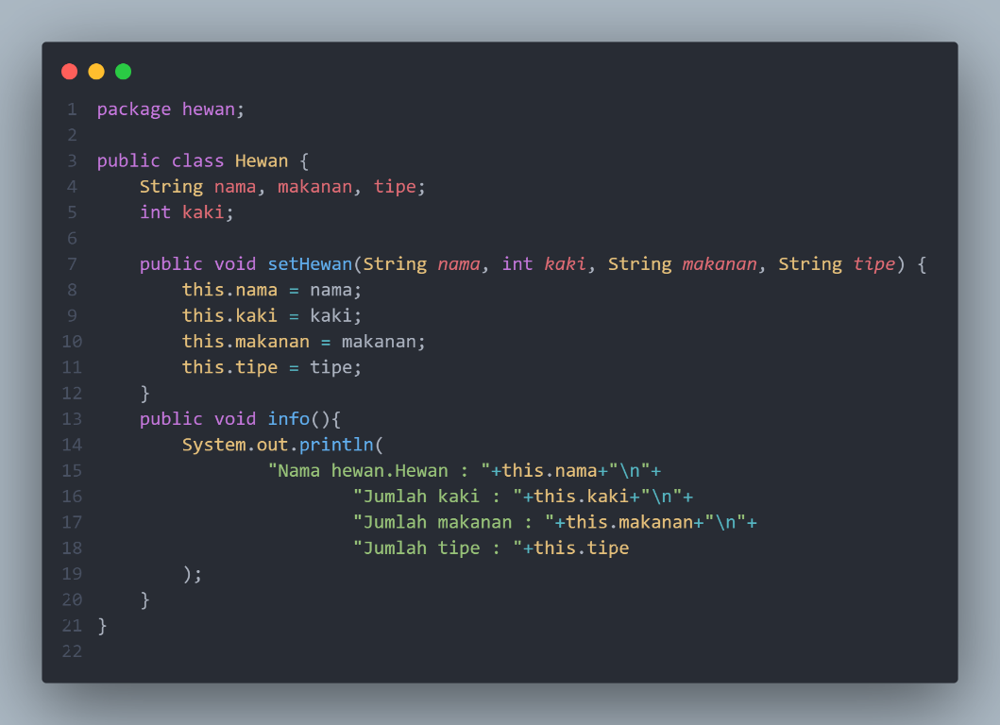 1 package hewan;
2
3 public class Hewan {
4     String nama, makanan, tipe;
5     int kaki;
6
7     public void setHewan(String nama, int kaki, String makanan, String tipe) {
8         this.nama = nama;
9         this.kaki = kaki;
10         this.makanan = makanan;
11         this.tipe = tipe;
12     }
13     public void info(){
14         System.out.println(
15                 "Nama hewan.Hewan : "+this.nama+"\n"+
16                         "Jumlah kaki : "+this.kaki+"\n"+
17                         "Jumlah makanan : "+this.makanan+"\n"+
18                         "Jumlah tipe : "+this.tipe
19         );
20     }
21 }
22